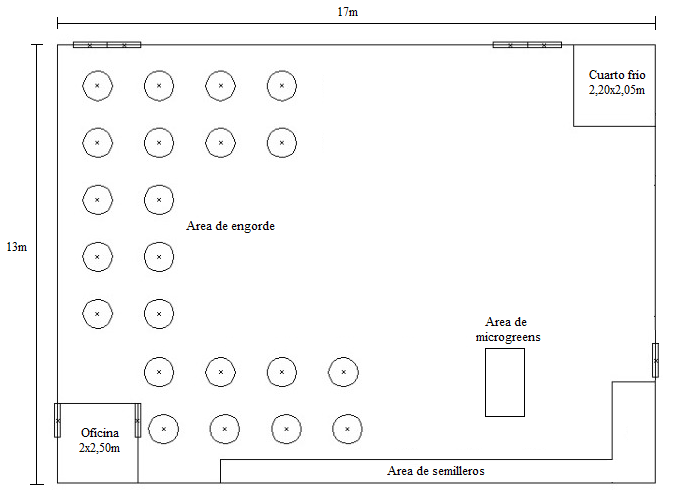 17m
Cuarto frio
2,20x2,05m
Area de engorde
13m
Area de
microgreens
Oficina
2x2,50m
Area de semilleros